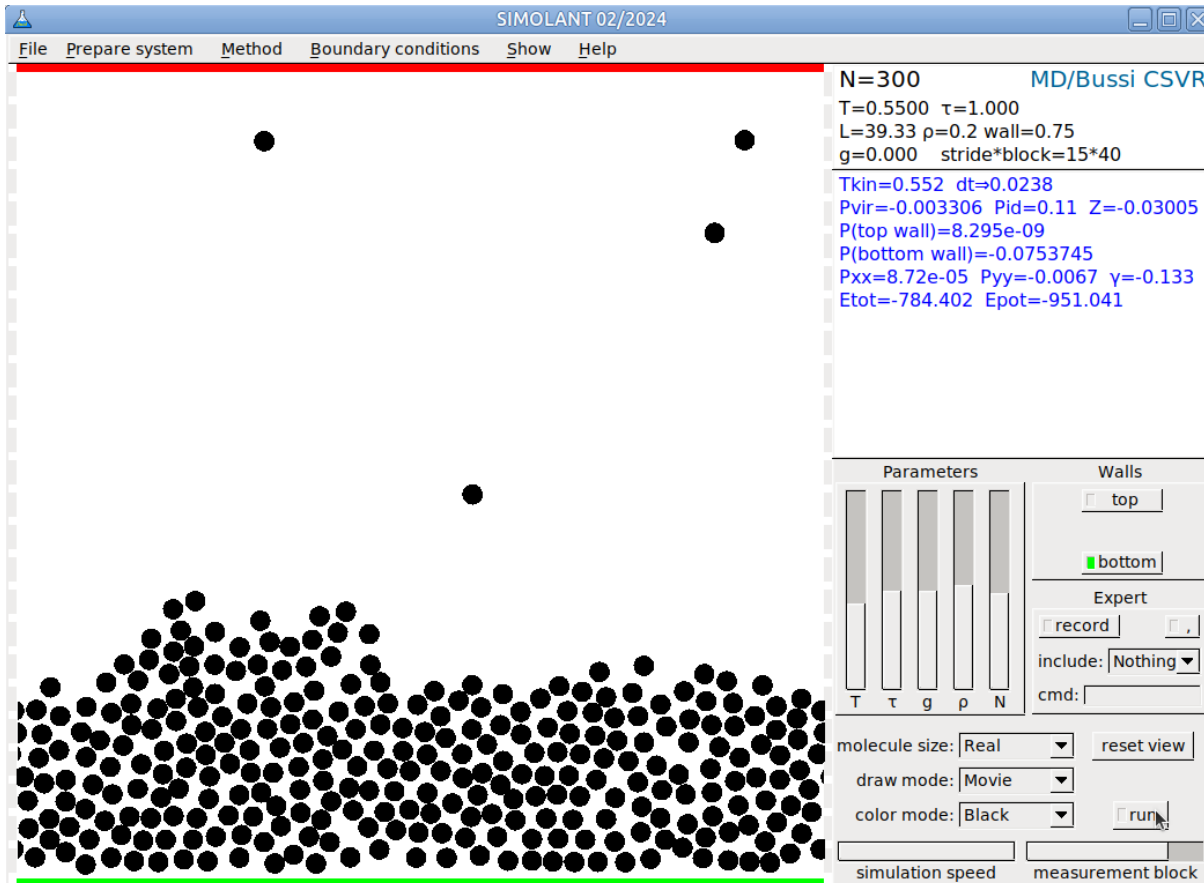 SIMOLANT 02/2024
File Prepare system Method Boundary conditions Show Help
N=300 MD/Bussi CSVR
T=0.5500 τ=1.000
L=39.33 ρ=0.2 wall=0.75
g=0.000 stride*block=15*40
Tkin=0.552 dt⇒0.0238
Pvir=-0.003306 Pid=0.11 Z=-0.03005
P(top wall)=8.295e-09
P(bottom wall)=-0.0753745
Pxx=8.72e-05 Pyy=-0.0067 γ=-0.133
Etot=-784.402 Epot=-951.041
Parameters
T τ g ρ N
Walls
top
bottom
Expert
record ,
include: Nothing
cmd:
molecule size: Real reset view
draw mode: Movie
color mode: Black run
simulation speed measurement block